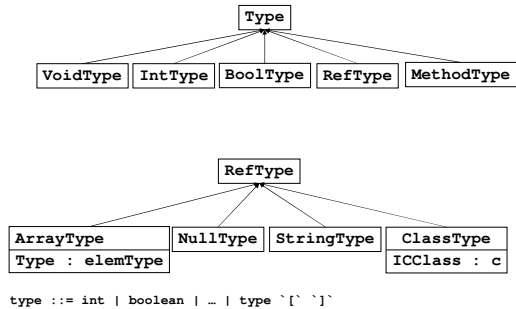 Type
VoidType IntType BoolType RefType MethodType
RefType
ArrayType NullType StringType ClassType
Type : elemType ICClass : c
type ::= int | boolean | … | type `[` `]`